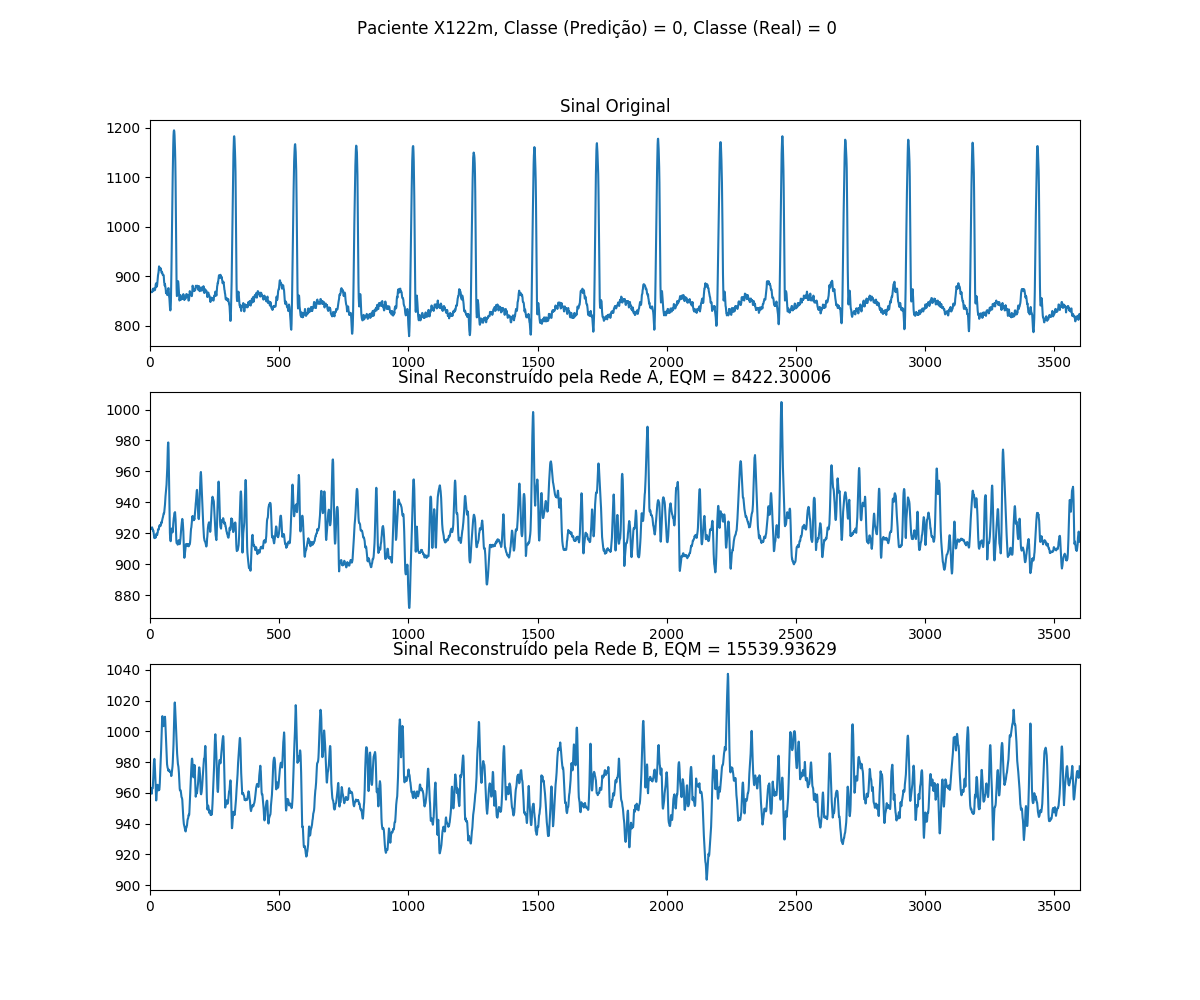 Paciente X122m, Classe (Predição) = 0, Classe (Real) = 0
Sinal Original
1200
1100
1000
900
800
0 500 1000 1500 2000 2500 3000 3500
Sinal Reconstruído pela Rede A, EQM = 8422.30006
1000
980
960
940
920
900
880
0 500 1000 1500 2000 2500 3000 3500
Sinal Reconstruído pela Rede B, EQM = 15539.93629
1040
1020
1000
980
960
940
920
900
0 500 1000 1500 2000 2500 3000 3500